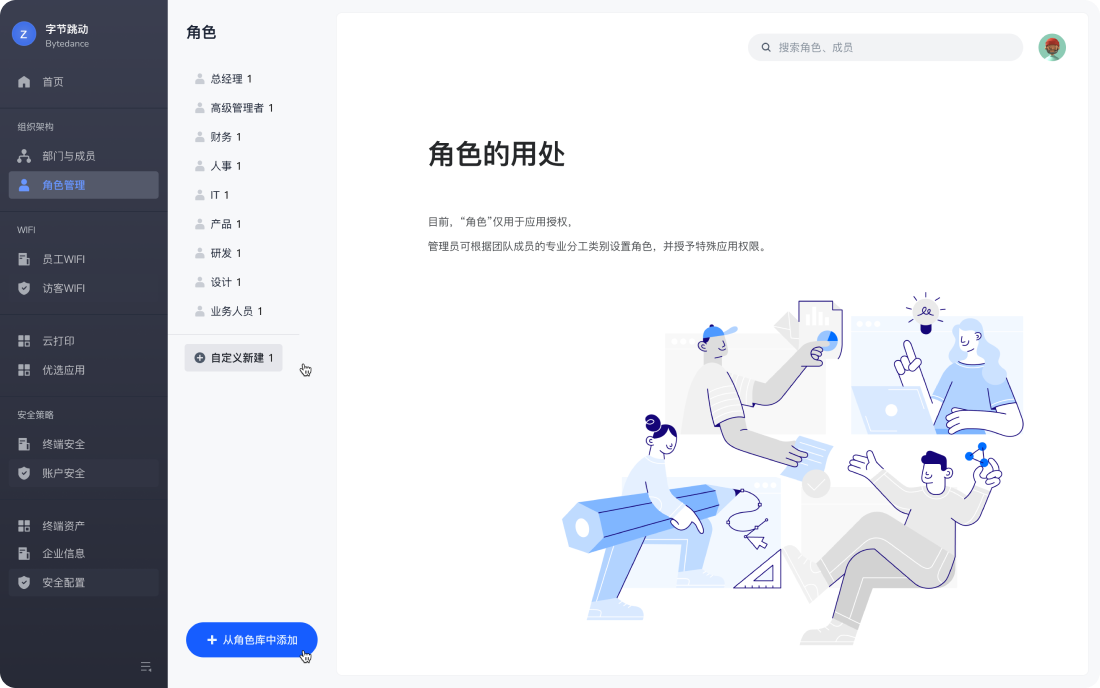 Z
字节跳动
Bytedance
首页
组织架构
部门与成员
角色管理
WIFI
员工WIFI
访客WIFI
云打印
优选应用
安全策略
终端安全
账户安全
终端资产
企业信息
安全配置
角色
总经理 1
高级管理者 1
财务 1
人事 1
IT 1
产品 1
研发 1
设计 1
业务人员 1
自定义新建 1
从角色库中添加
搜索角色、成员
角色的用处
目前，“角色”仅用于应用授权，
管理员可根据团队成员的专业分工类别设置角色，并授予特殊应用权限。